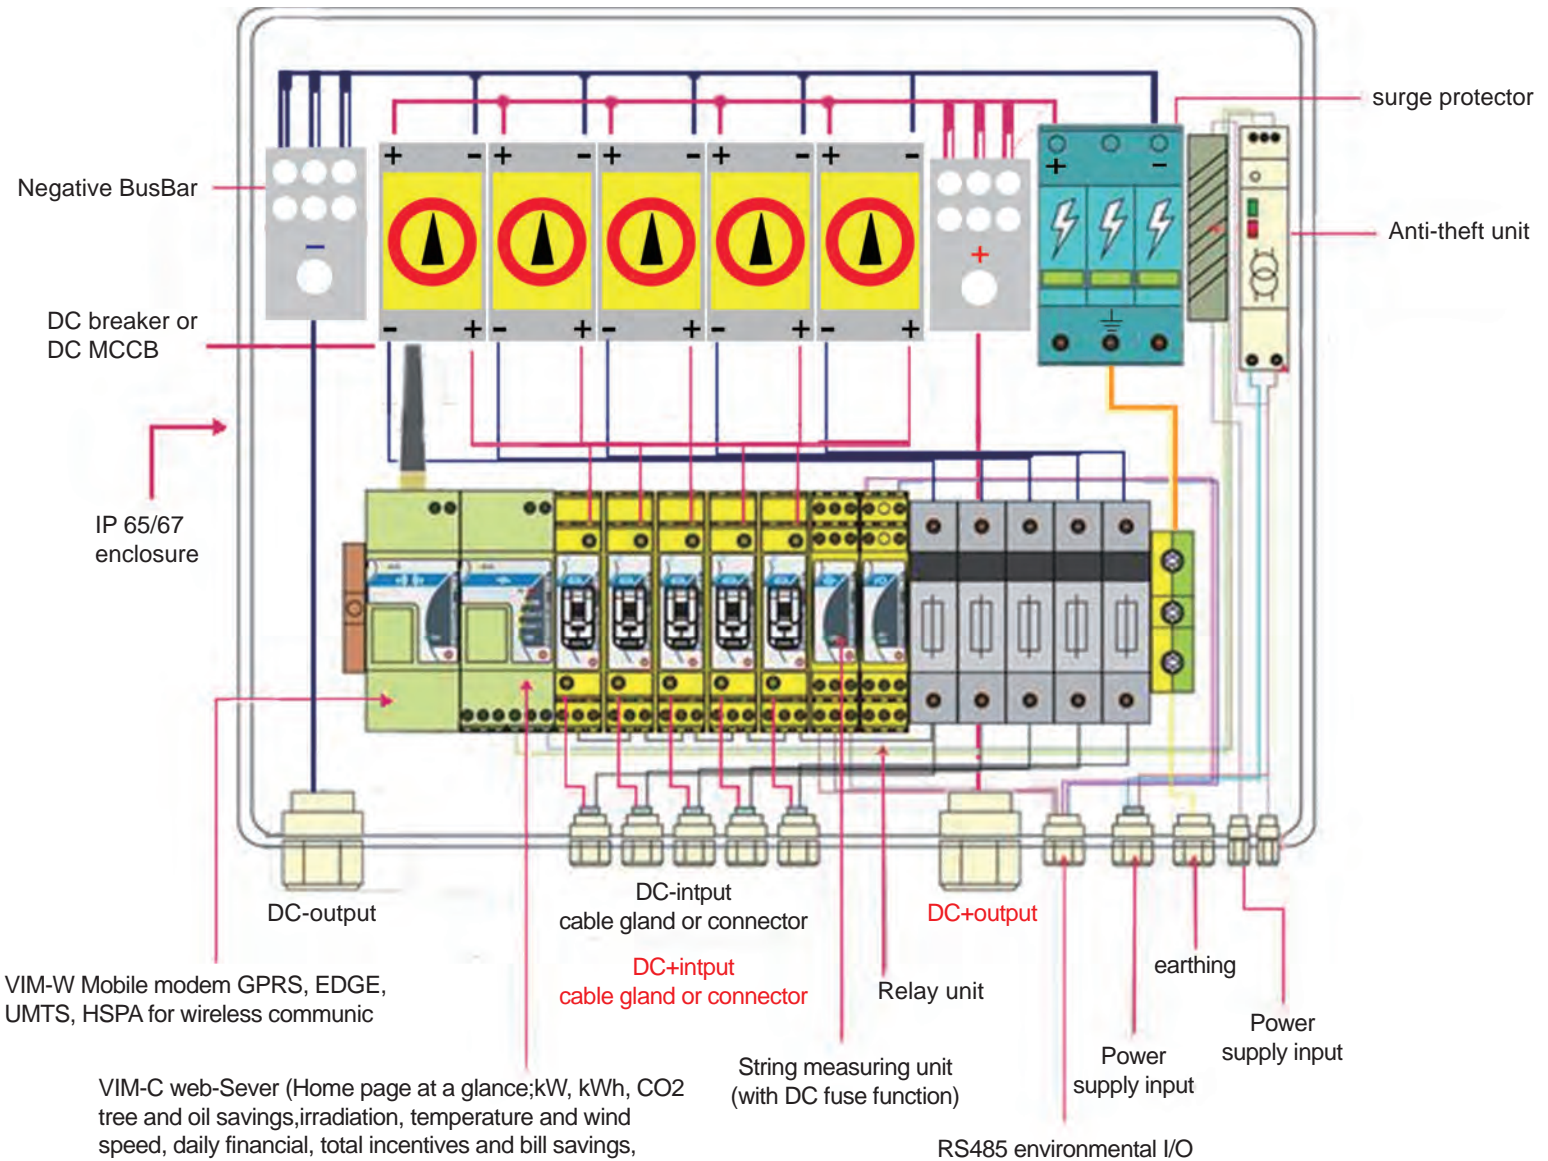 surge protector
Negative BusBar
Anti-theft unit
DC breaker or
DC MCCB
IP 65/67
enclosure
+ -
+ -
+ -
+ -
+ -
-
+
+ -
- +
- +
- +
- +
- +
DC-output
DC-intput
cable gland or connector
DC+intput
cable gland or connector
DC+output
Relay unit
earthing
Power
supply input
Power
supply input
VIM-W Mobile modem GPRS, EDGE,
UMTS, HSPA for wireless communic
String measuring unit
(with DC fuse function)
VIM-C web-Sever (Home page at a glance;kW, kWh, CO2
tree and oil savings,irradiation, temperature and wind
speed, daily financial, total incentives and bill savings,
RS485 environmental I/O